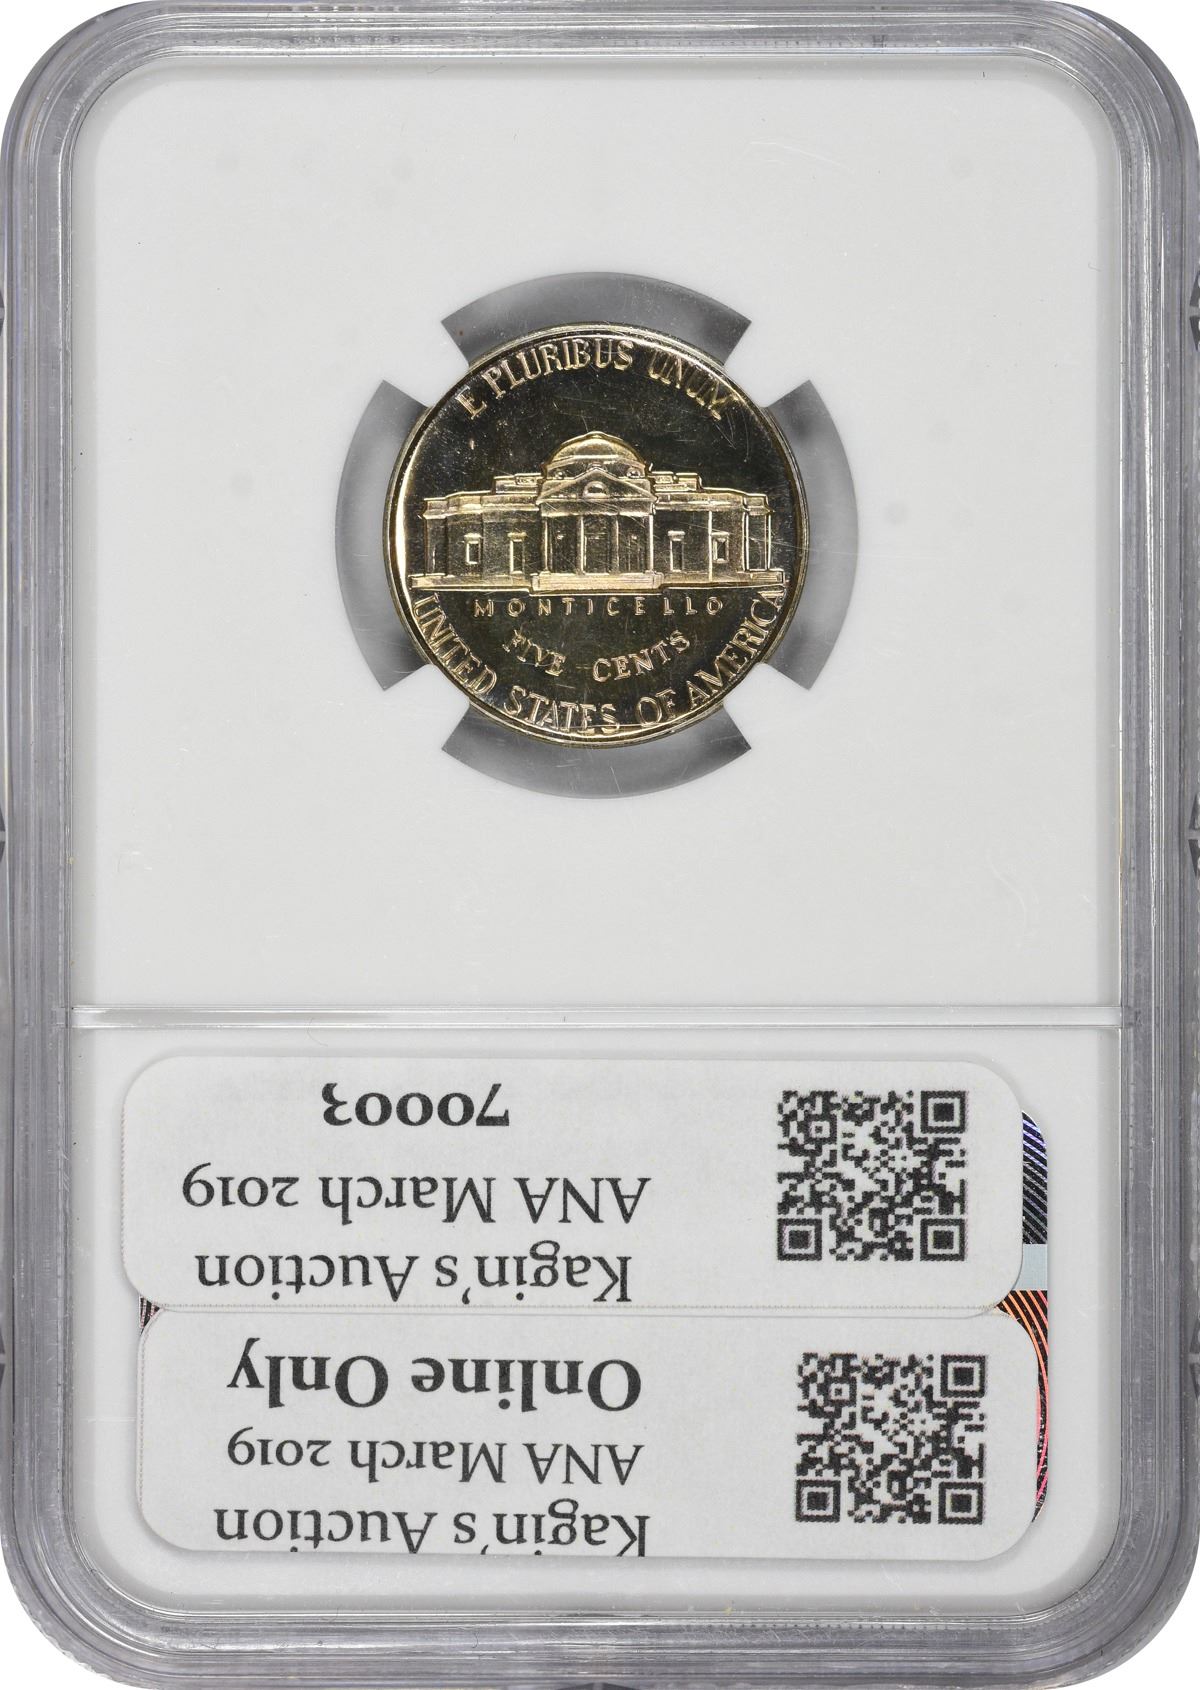 E PLURIBUS UNUM
MONTICELLO
FIVE CENTS
UNITED STATES OF AMERICA
Kagin's Auction
ANA March 2019
Online Only
Kagin's Auction
ANA March 2019
70003